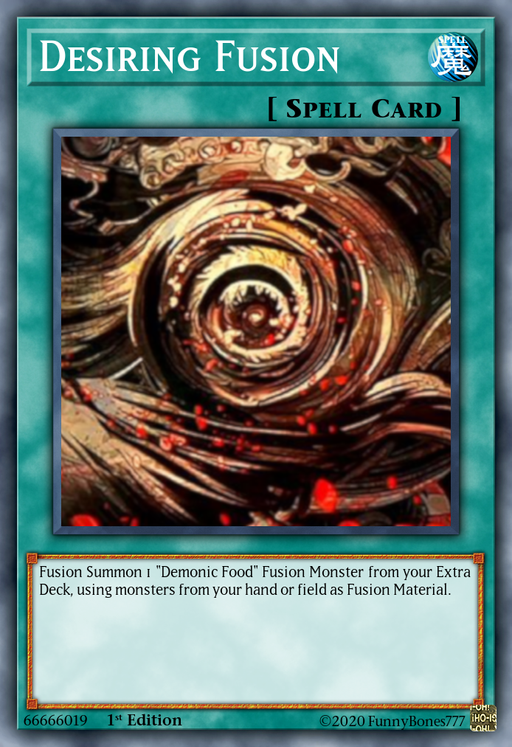 Desiring Fusion
SPELL
魔
[ Spell Card ]
Fusion Summon 1 "Demonic Food" Fusion Monster from your Extra
Deck, using monsters from your hand or field as Fusion Material.
66666019 1st Edition ©2020 FunnyBones777